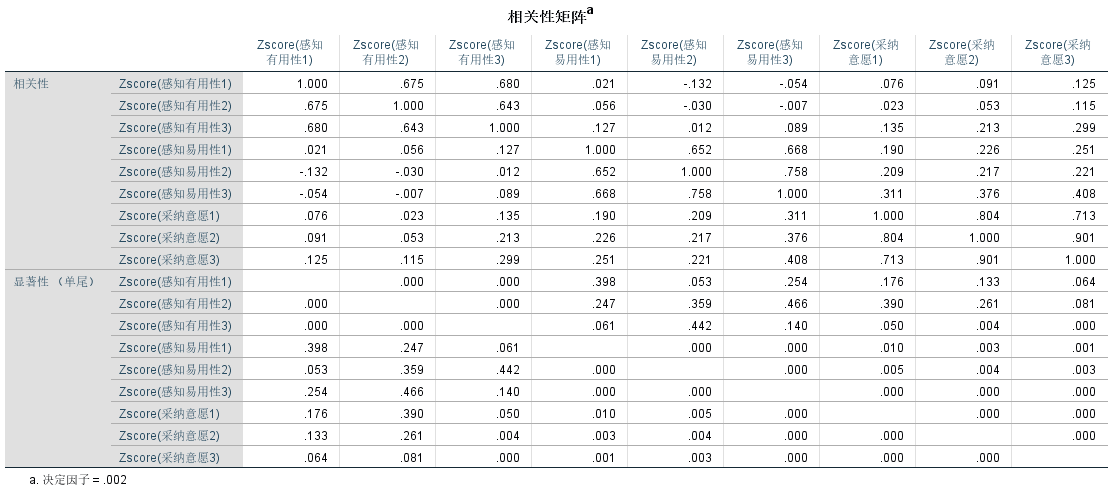 相关性矩阵a
Zscore(感知有用性1) Zscore(感知有用性2) Zscore(感知有用性3) Zscore(感知易用性1) Zscore(感知易用性2) Zscore(感知易用性3) Zscore(采纳意愿1) Zscore(采纳意愿2) Zscore(采纳意愿3)
相关性 Zscore(感知有用性1) 1.000 .675 .680 .021 -.132 -.054 .076 .091 .125
Zscore(感知有用性2) .675 1.000 .643 .056 -.030 -.007 .023 .053 .115
Zscore(感知有用性3) .680 .643 1.000 .127 .012 .089 .135 .213 .299
Zscore(感知易用性1) .021 .056 .127 1.000 .652 .668 .190 .226 .251
Zscore(感知易用性2) -.132 -.030 .012 .652 1.000 .758 .209 .217 .221
Zscore(感知易用性3) -.054 -.007 .089 .668 .758 1.000 .311 .376 .408
Zscore(采纳意愿1) .076 .023 .135 .190 .209 .311 1.000 .804 .713
Zscore(采纳意愿2) .091 .053 .213 .226 .217 .376 .804 1.000 .901
Zscore(采纳意愿3) .125 .115 .299 .251 .221 .408 .713 .901 1.000
显著性 （单尾） Zscore(感知有用性1) .000 .000 .398 .053 .254 .176 .133 .064
Zscore(感知有用性2) .000 .000 .247 .359 .466 .390 .261 .081
Zscore(感知有用性3) .000 .000 .061 .442 .140 .050 .004 .000
Zscore(感知易用性1) .398 .247 .061 .000 .000 .010 .003 .001
Zscore(感知易用性2) .053 .359 .442 .000 .000 .005 .004 .003
Zscore(感知易用性3) .254 .466 .140 .000 .000 .000 .000 .000
Zscore(采纳意愿1) .176 .390 .050 .010 .005 .000 .000 .000
Zscore(采纳意愿2) .133 .261 .004 .003 .004 .000 .000 .000
Zscore(采纳意愿3) .064 .081 .000 .001 .003 .000 .000 .000
a. 决定因子 = .002